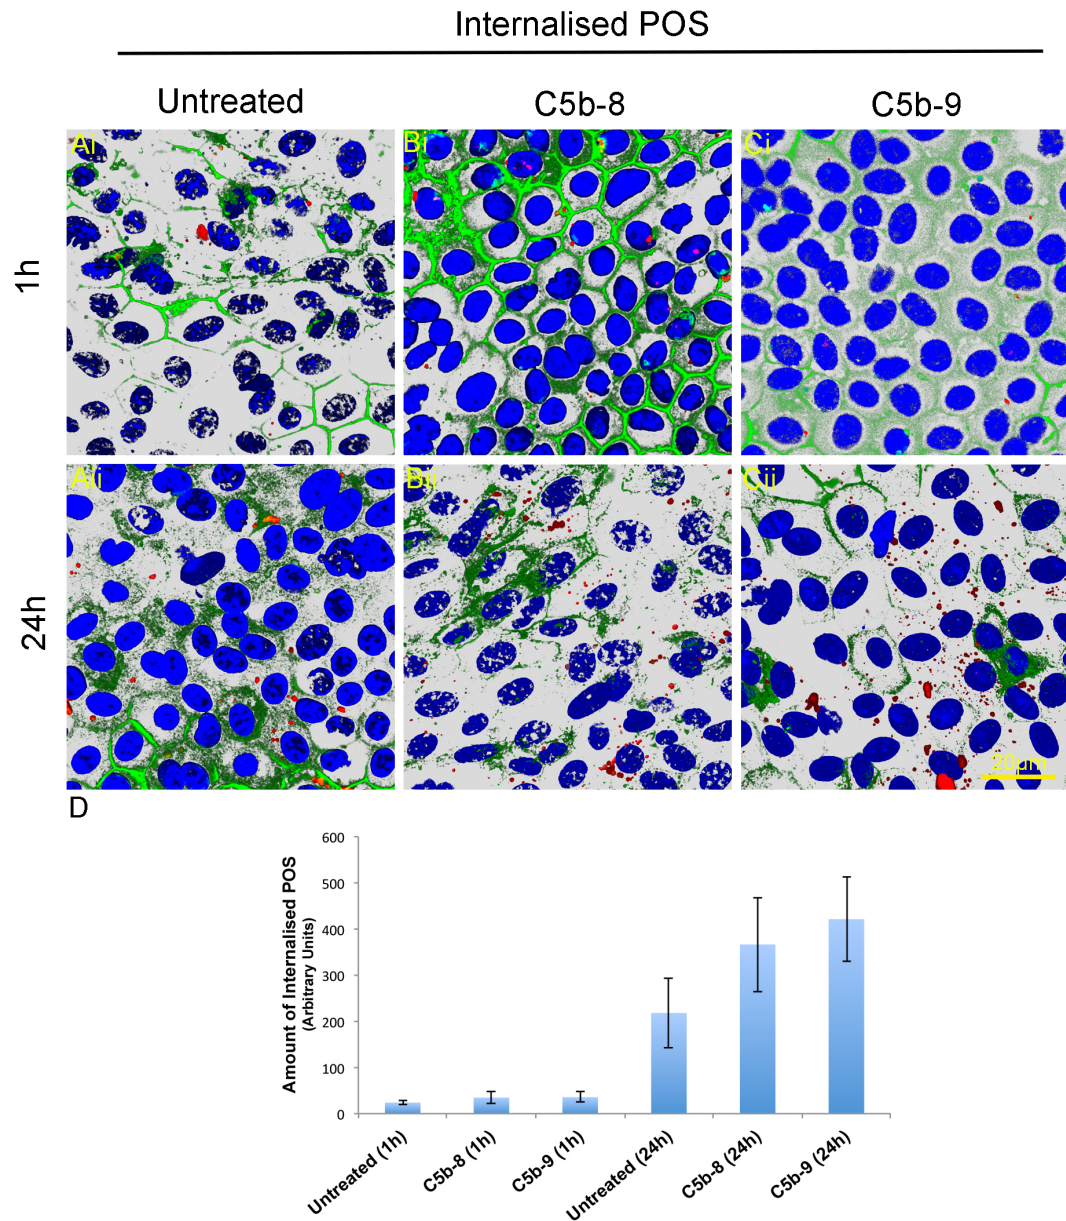 Internalised POS
Untreated
C5b-8
C5b-9
1h
Ai
Bi
Ci
24h
Aii
Bii
Cii
20µm
D
Amount of Internalised POS
(Arbitrary Units)
600
500
400
300
200
100
0
Untreated (1h)
C5b-8 (1h)
C5b-9 (1h)
Untreated (24h)
C5b-8 (24h)
C5b-9 (24h)